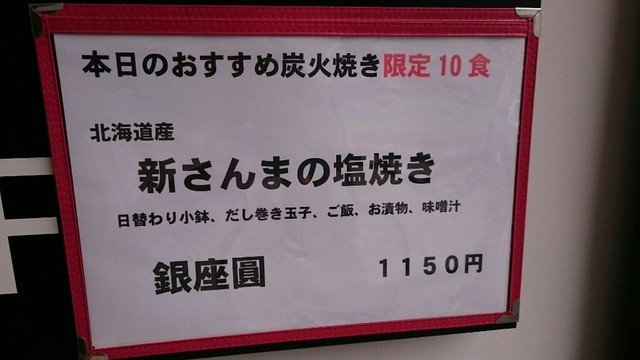 本日のおすすめ炭火焼き限定10食
北海道産
新さんまの塩焼き
日替わり小鉢、だし巻き玉子、ご飯、お漬物、味噌汁
銀座圓 1150円